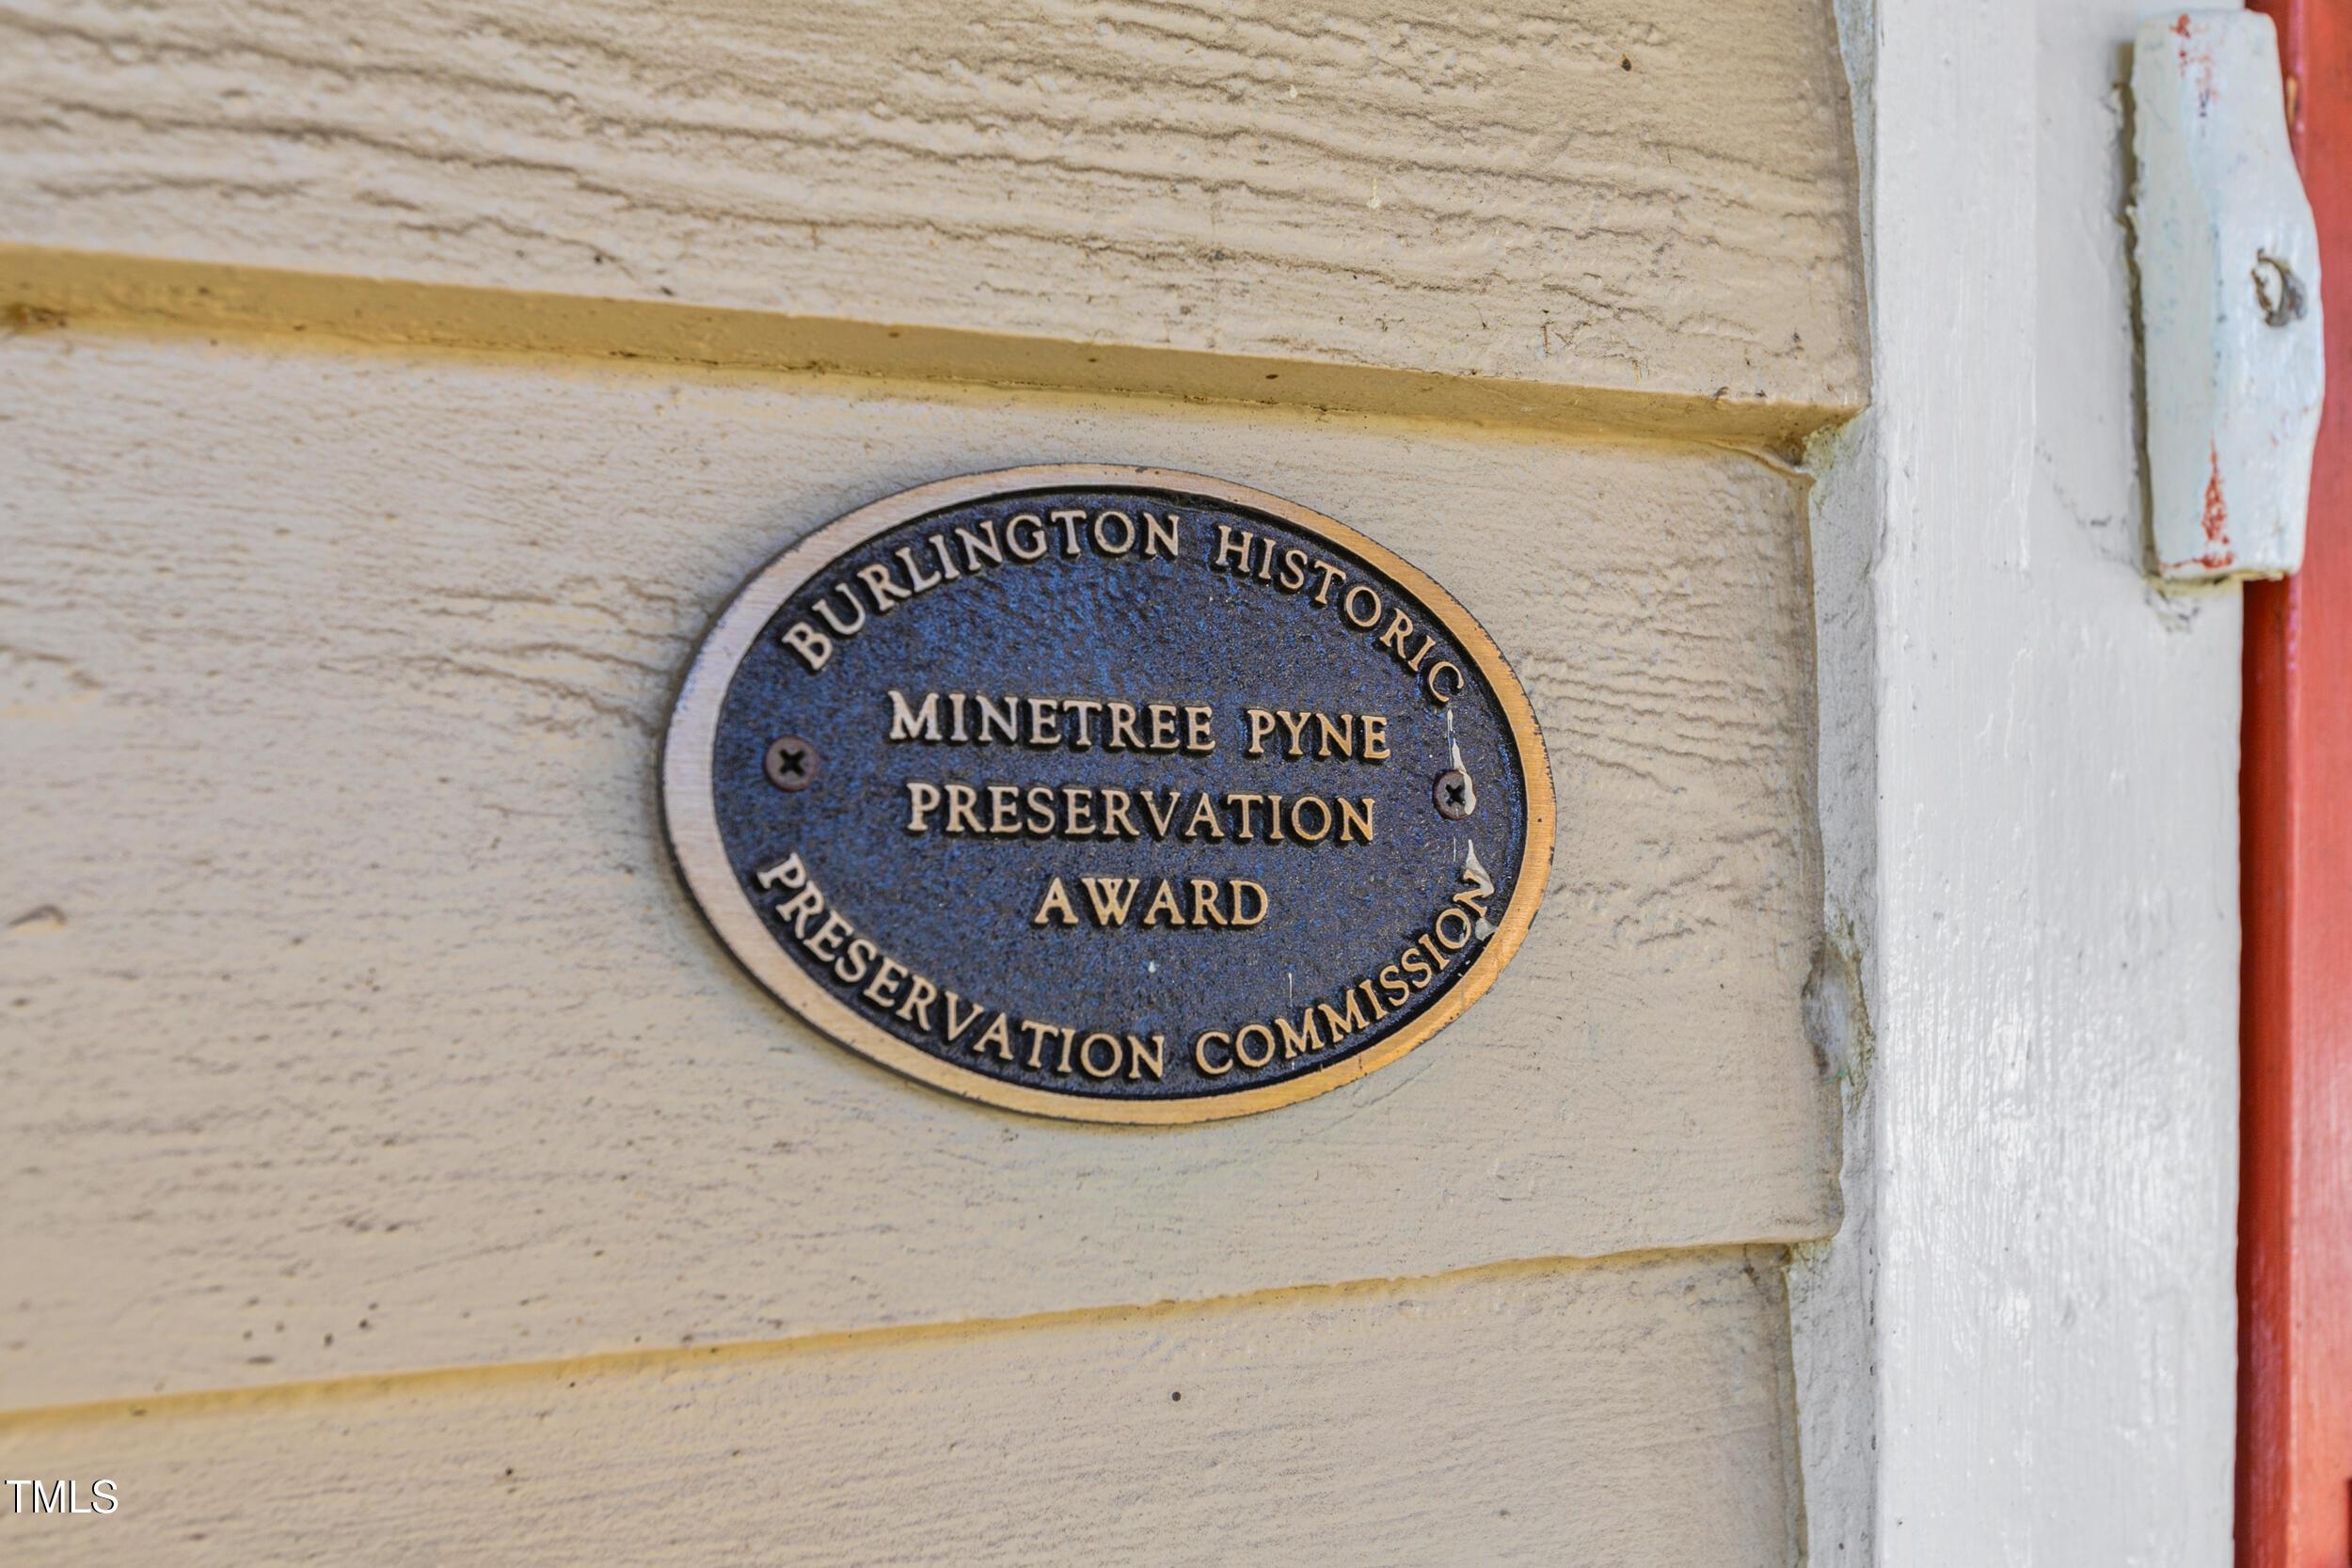 BURLINGTON HISTORIC
MINETREE PYNE
PRESERVATION
AWARD
PRESERVATION COMMISSION
TMLS